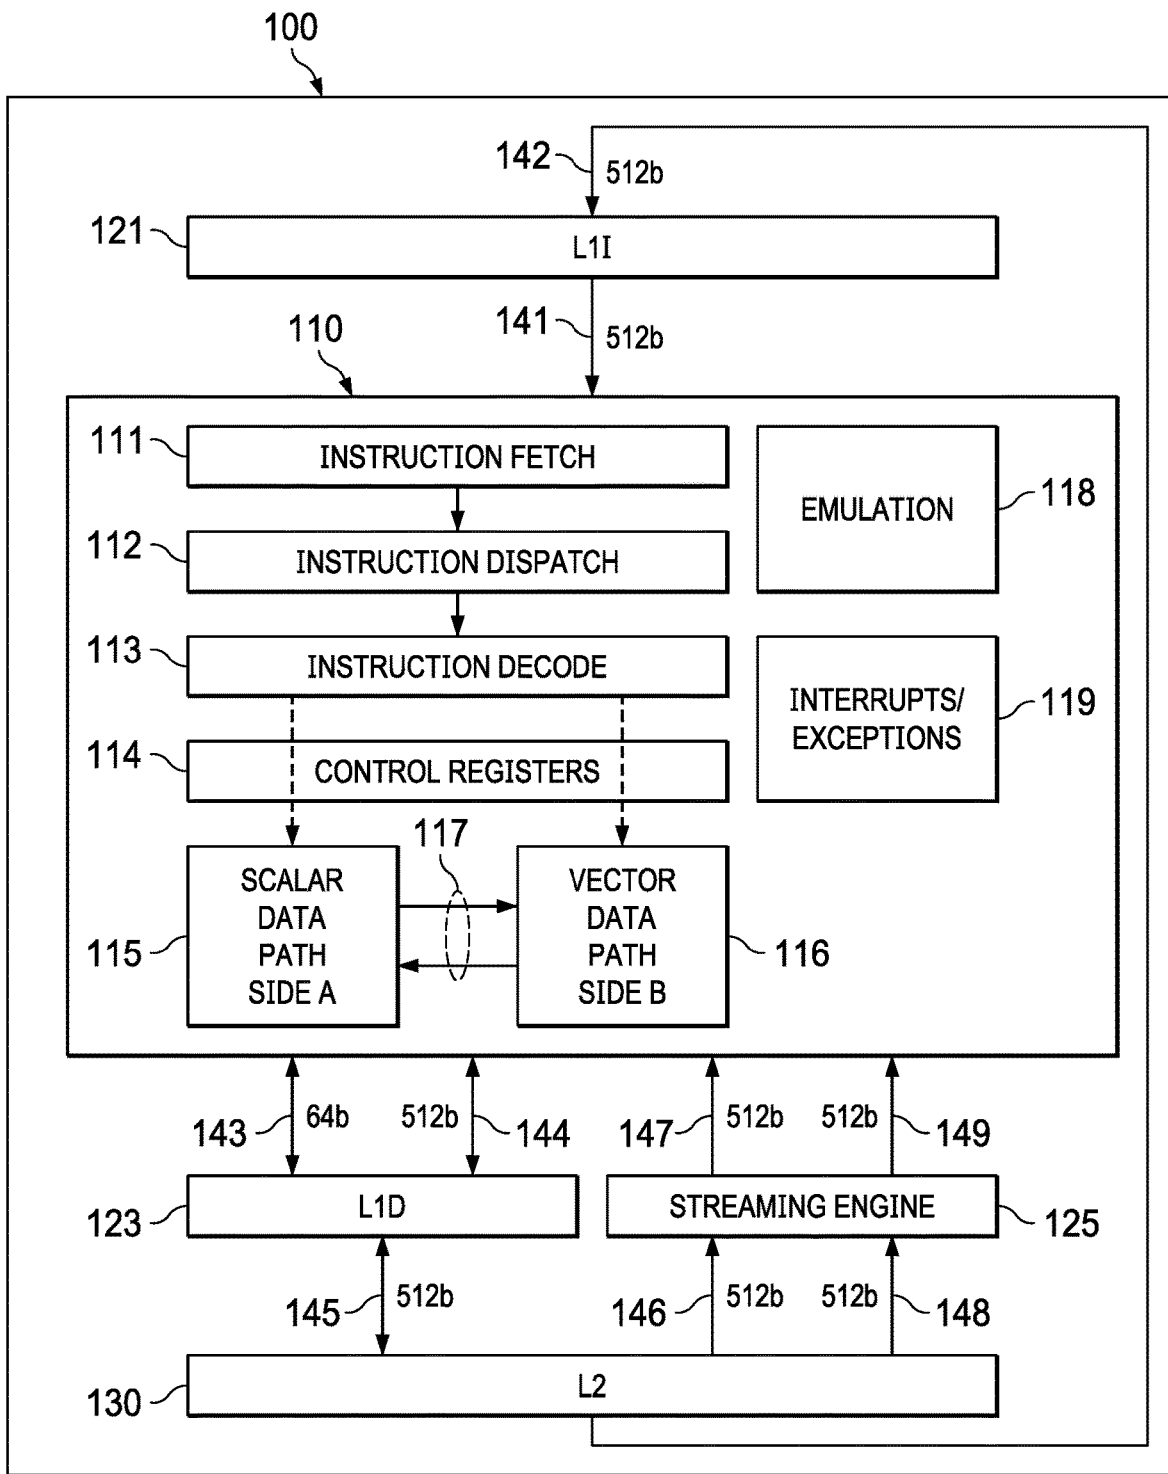 100
142
512b
121
L1I
141
512b
110
111
INSTRUCTION FETCH
118
EMULATION
112
INSTRUCTION DISPATCH
113
INSTRUCTION DECODE
119
INTERRUPTS/
EXCEPTIONS
114
CONTROL REGISTERS
117
115
SCALAR
DATA
PATH
SIDE A
VECTOR
DATA
PATH
SIDE B
116
143
64b
512b
144
147
512b
512b
149
123
L1D
STREAMING ENGINE
125
145
512b
146
512b
512b
148
130
L2